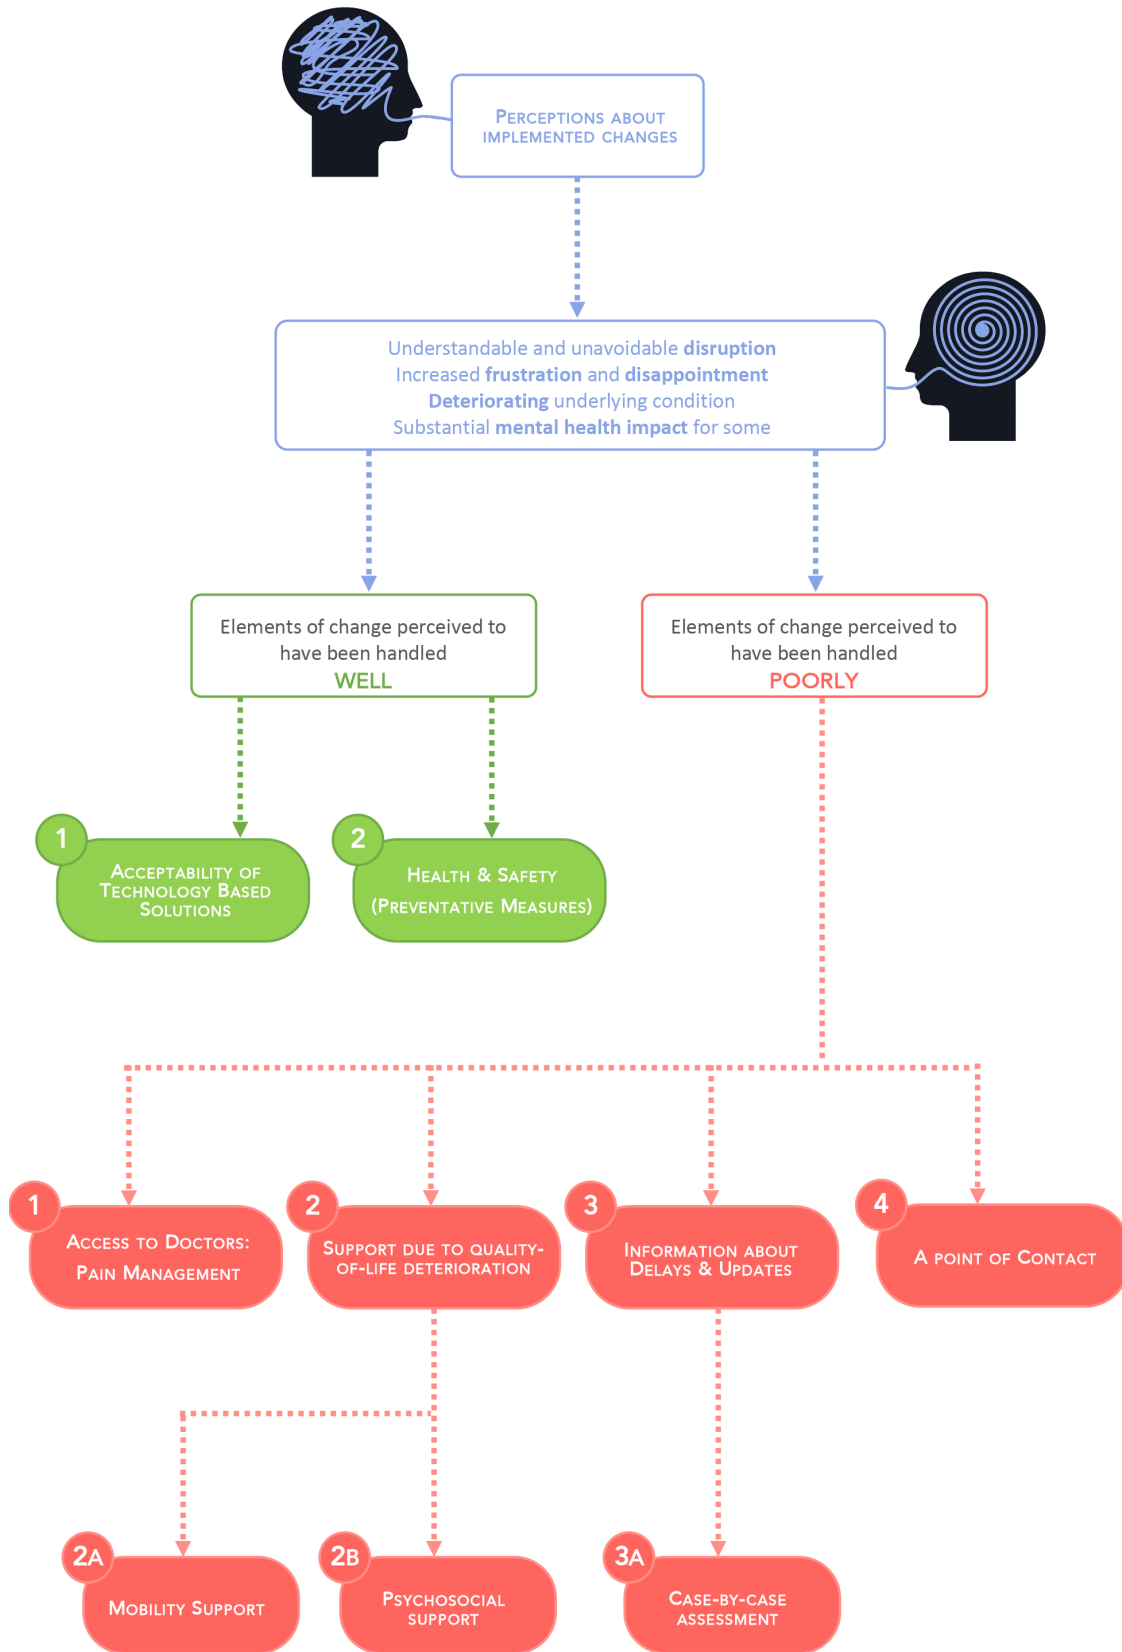 Perceptions about
implemented changes
Understandable and unavoidable disruption
Increased frustration and disappointment
Deteriorating underlying condition
Substantial mental health impact for some
Elements of change perceived to
have been handled
WELL
Elements of change perceived to
have been handled
POORLY
1
Acceptability of
Technology Based
Solutions
2
Health & Safety
(Preventative Measures)
1
Access to Doctors:
Pain Management
2
Support due to quality-
of-life deterioration
3
Information about
Delays & Updates
4
A point of Contact
2A
Mobility Support
2B
Psychosocial
support
3A
Case-by-case
assessment